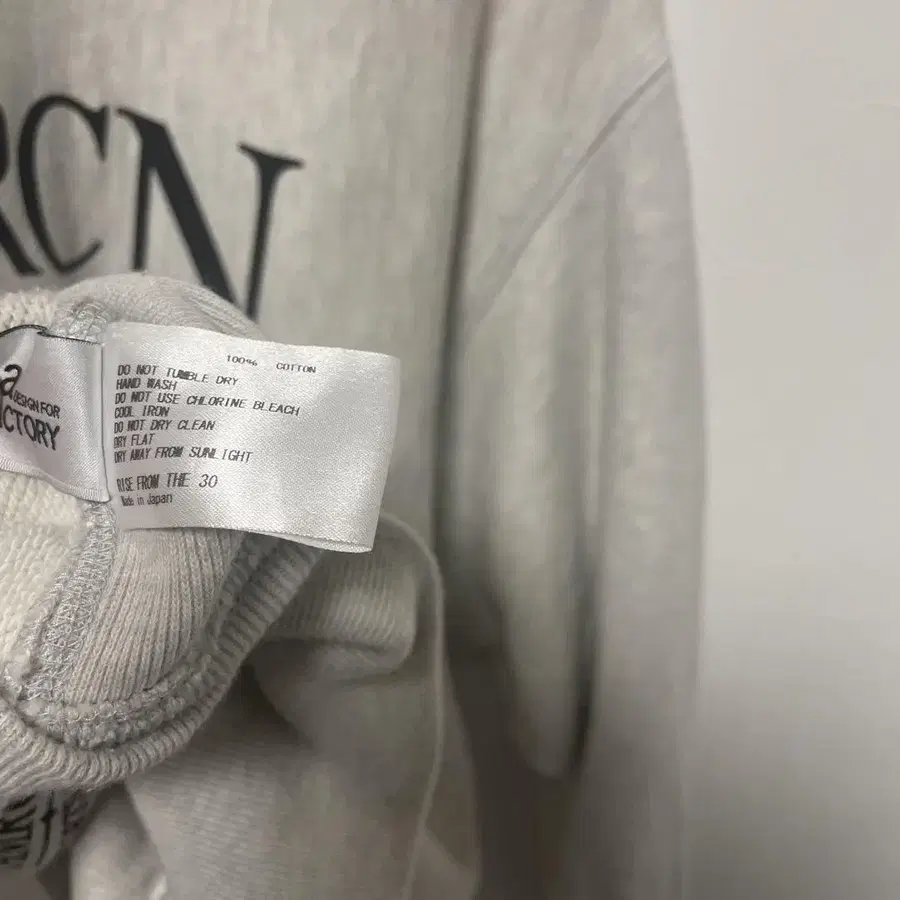 RCN
100% COTTON
DO NOT TUMBLE DRY
HAND WASH
DO NOT USE CHLORINE BLEACH
COOL IRON
DO NOT DRY CLEAN
DRY FLAT
DRY AWAY FROM SUNLIGHT
RISE FROM THE 30
Made in Japan
a
DESIGN FOR
CTORY